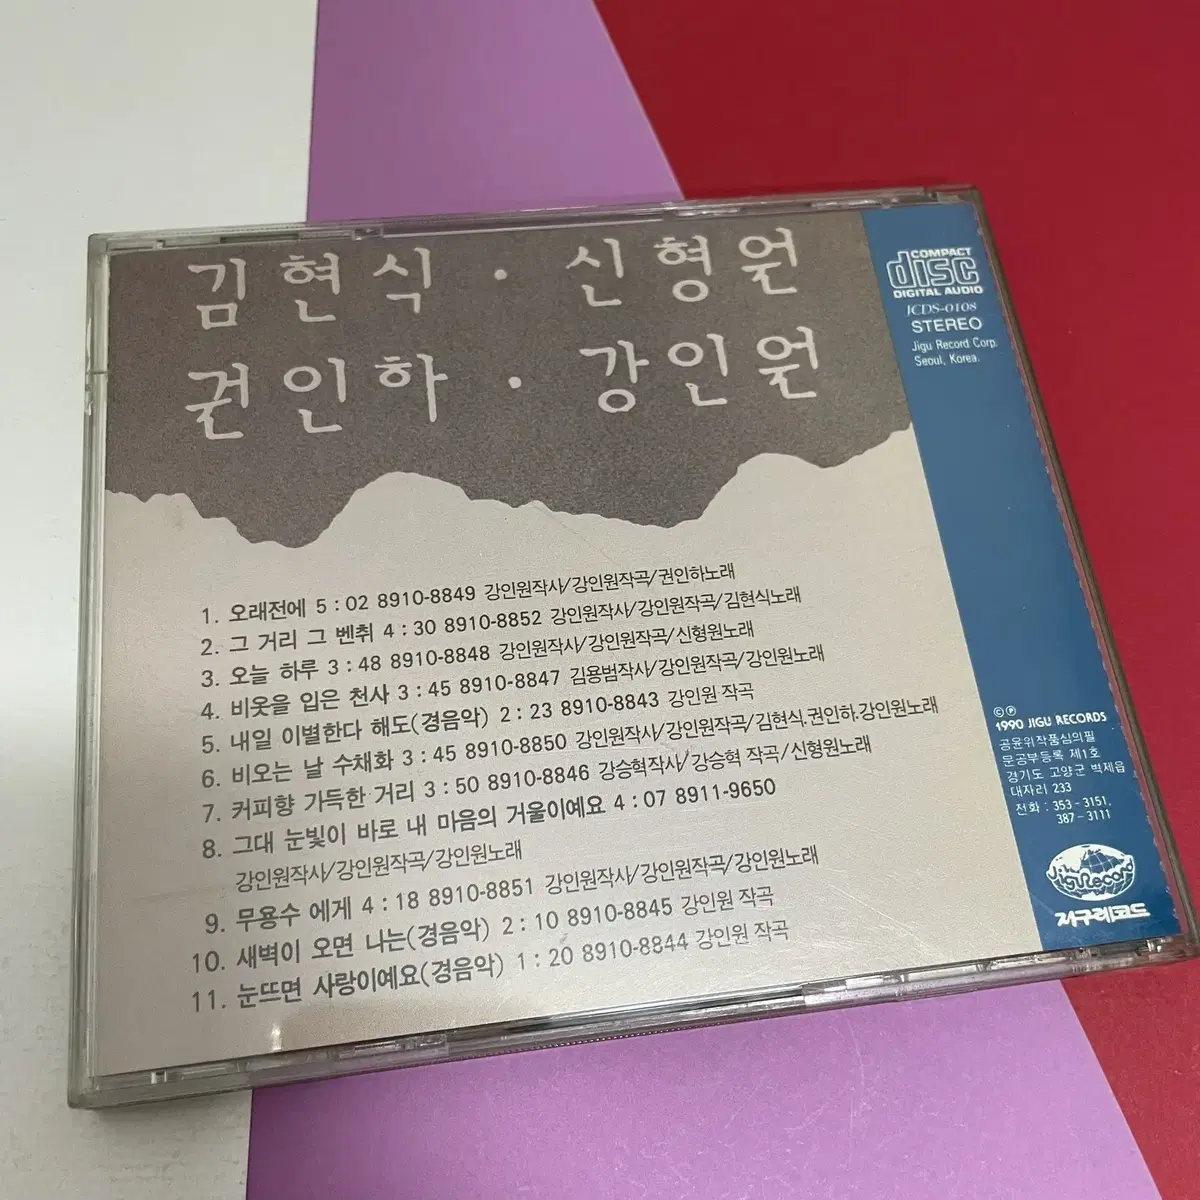 김현식 · 신형원
권인하 · 강인원
COMPACT
disc
DIGITAL AUDIO
JCDS-0108
STEREO
Jigu Record Corp.
Seoul, Korea.
1. 오래전에 5 : 02 8910-8849 강인원작사/강인원작곡/권인하노래
2. 그 거리 그 벤취 4 : 30 8910-8852 강인원작사/강인원작곡/김현식노래
3. 오늘 하루 3 : 48 8910-8848 강인원작사/강인원작곡/신형원노래
4. 비옷을 입은 천사 3 : 45 8910-8847 김용범작사/강인원작곡/강인원노래
5. 내일 이별한다 해도(경음악) 2 : 23 8910-8843 강인원 작곡
6. 비오는 날 수채화 3 : 45 8910-8850 강인원작사/강인원작곡/김현식.권인하.강인원노래
7. 커피향 가득한 거리 3 : 50 8910-8846 강승혁작사/강승혁 작곡/신형원노래
8. 그대 눈빛이 바로 내 마음의 거울이예요 4 : 07 8911-9650
강인원작사/강인원작곡/강인원노래
9. 무용수 에게 4 : 18 8910-8851 강인원작사/강인원작곡/강인원노래
10. 새벽이 오면 나는(경음악) 2 : 10 8910-8845 강인원 작곡
11. 눈뜨면 사랑이예요(경음악) 1 : 20 8910-8844 강인원 작곡
© ℗
1990 JIGU RECORDS
공윤위작품심의필
문공부등록 제1호
경기도 고양군 벽제읍
대자리 233
전화 : 353-3151,
387-3111
Jigu Record
지구레코드